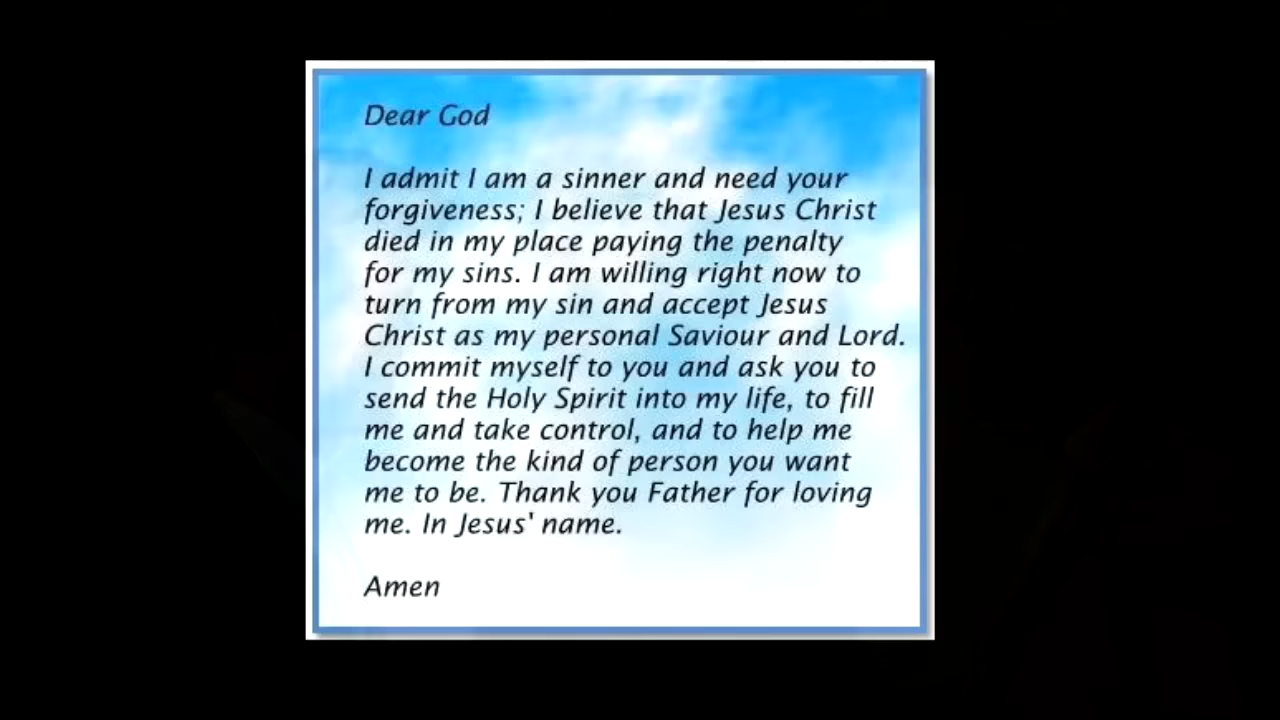 Dear God
I admit I am a sinner and need your
forgiveness; I believe that Jesus Christ
died in my place paying the penalty
for my sins. I am willing right now to
turn from my sin and accept Jesus
Christ as my personal Saviour and Lord.
I commit myself to you and ask you to
send the Holy Spirit into my life, to fill
me and take control, and to help me
become the kind of person you want
me to be. Thank you Father for loving
me. In Jesus' name.
Amen